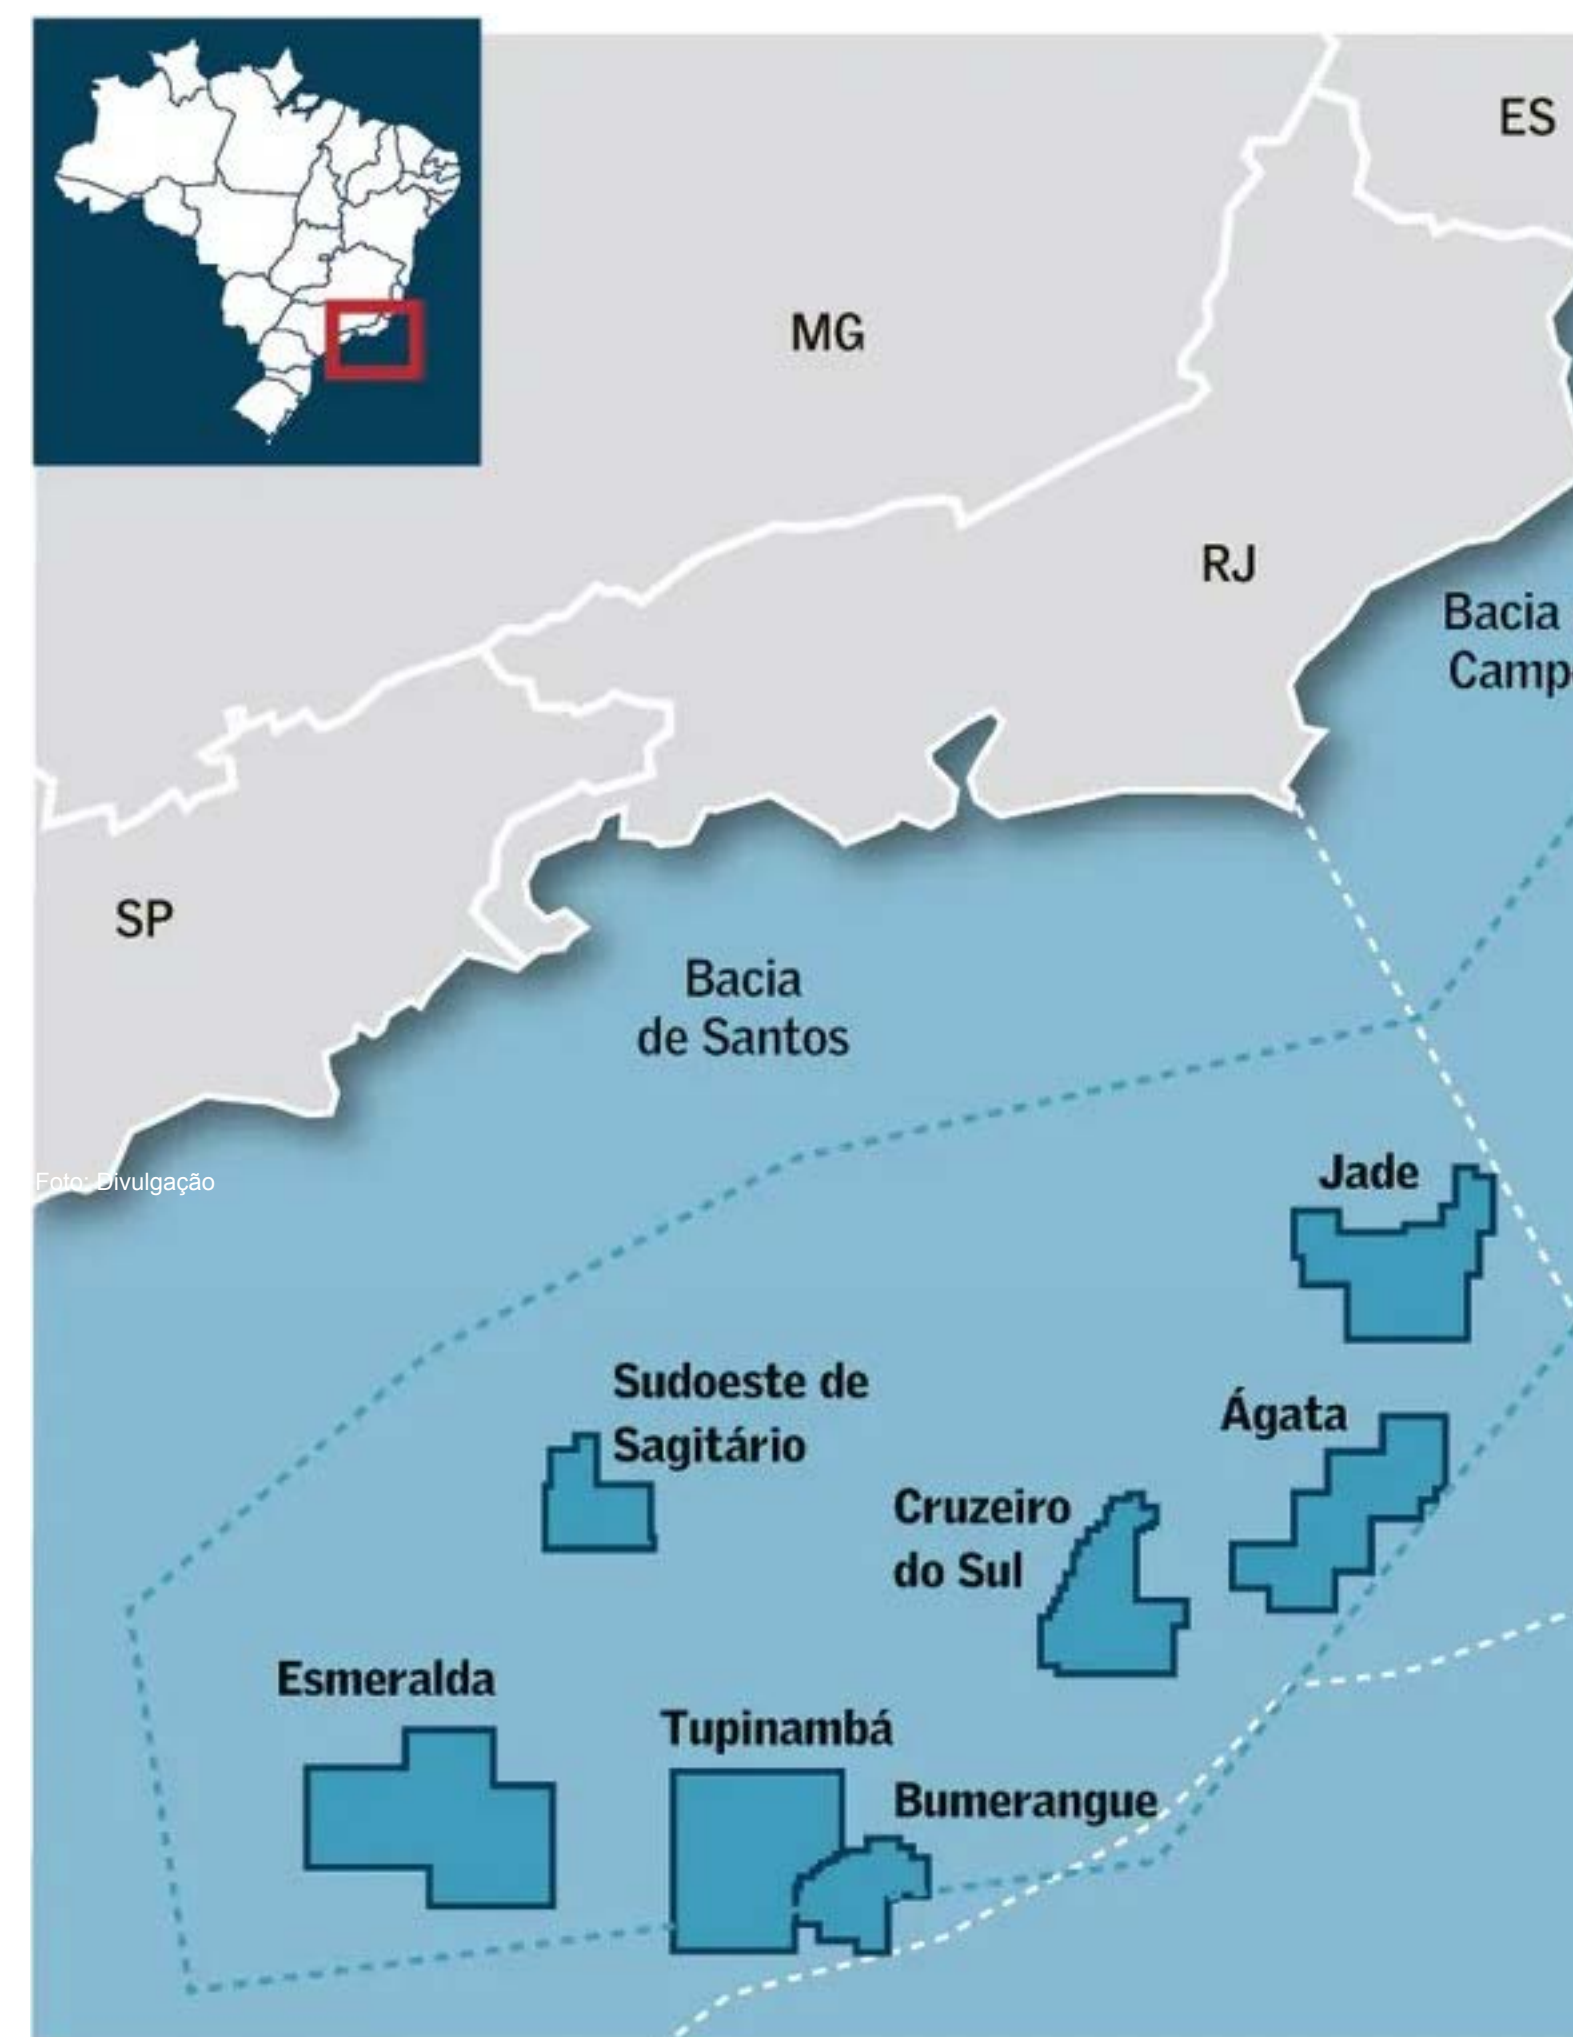 ES
MG
RJ
Bacia
Camp
SP
Bacia
de Santos
Foto: Divulgação
Jade
Sudoeste de
Sagitário
Ágata
Cruzeiro
do Sul
Esmeralda
Tupinambá
Bumerangue